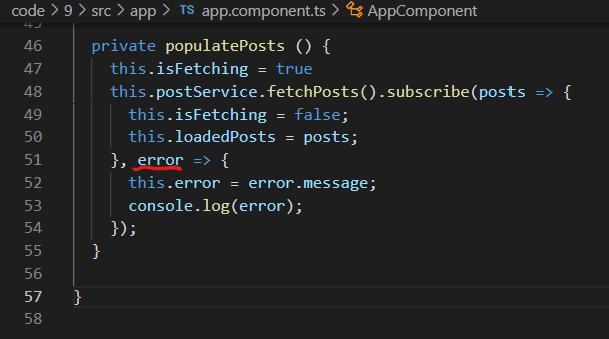 code > 9 > src > app > TS app.component.ts > AppComponent
45
46 private populatePosts () {
47 this.isFetching = true
48 this.postService.fetchPosts().subscribe(posts => {
49 this.isFetching = false;
50 this.loadedPosts = posts;
51 }, error => {
52 this.error = error.message;
53 console.log(error);
54 });
55 }
56
57 }
58